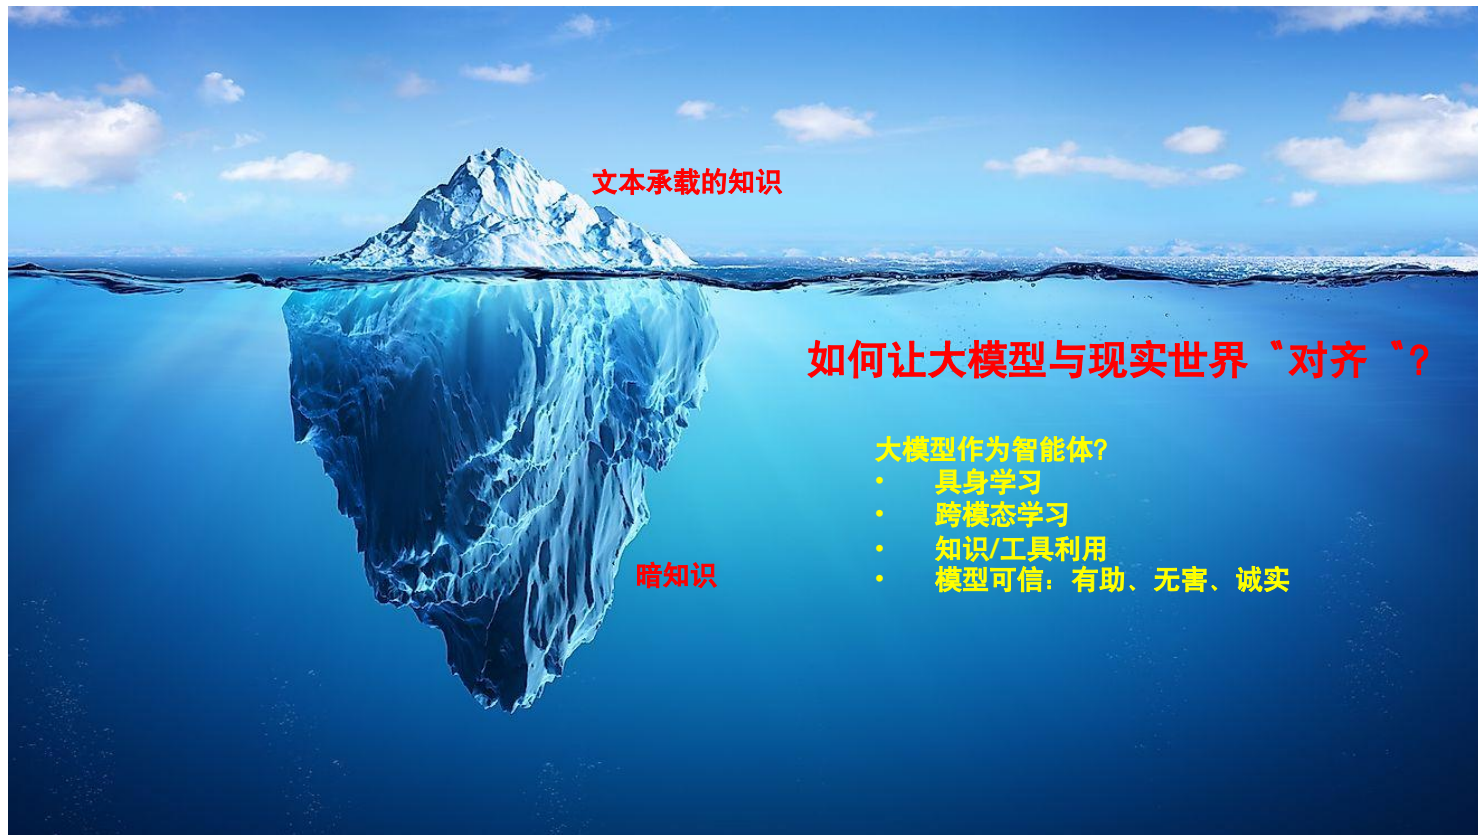 文本承载的知识
如何让大模型与现实世界〝对齐〝?
大模型作为智能体?
• 具身学习
• 跨模态学习
• 知识/工具利用
• 模型可信：有助、无害、诚实
暗知识